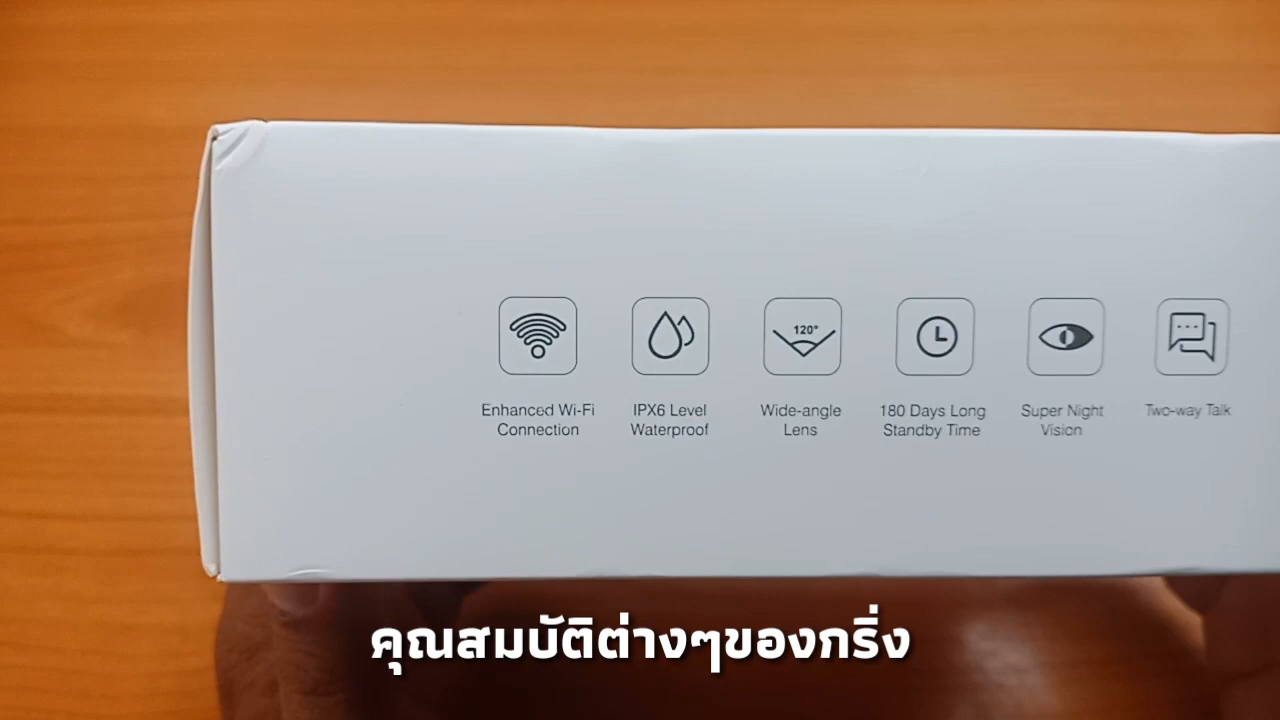 120°
Enhanced Wi-Fi
Connection
IPX6 Level
Waterproof
Wide-angle
Lens
180 Days Long
Standby Time
Super Night
Vision
Two-way Talk
คุณสมบัติต่างๆของกริ่ง